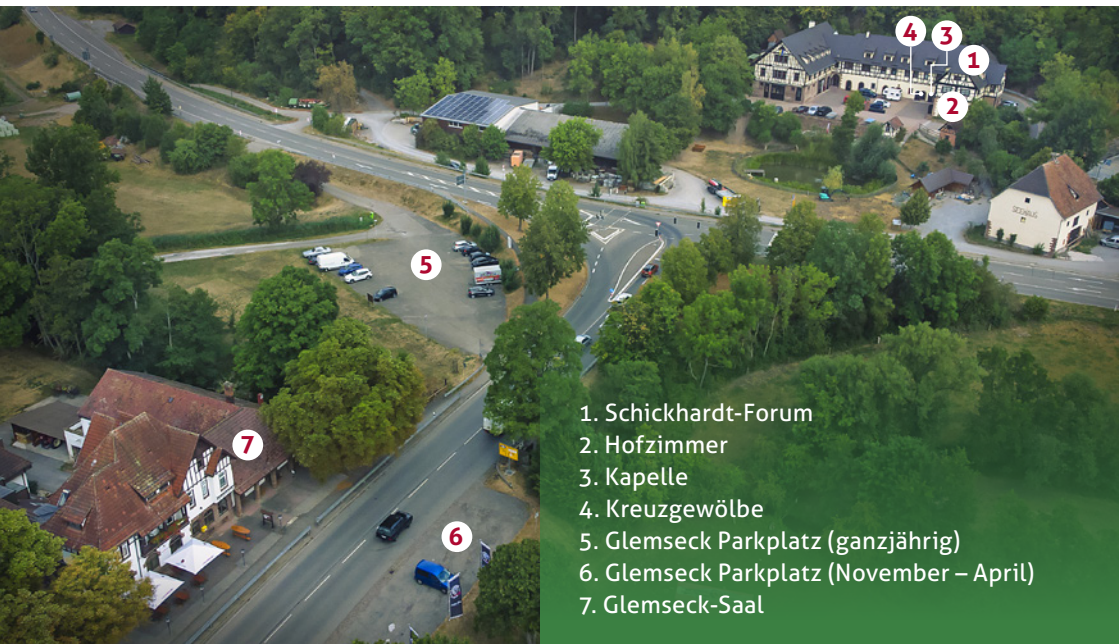 4
3
1
2
5
7
6
1. Schickhardt-Forum
2. Hofzimmer
3. Kapelle
4. Kreuzgewölbe
5. Glemseck Parkplatz (ganzjährig)
6. Glemseck Parkplatz (November – April)
7. Glemseck-Saal